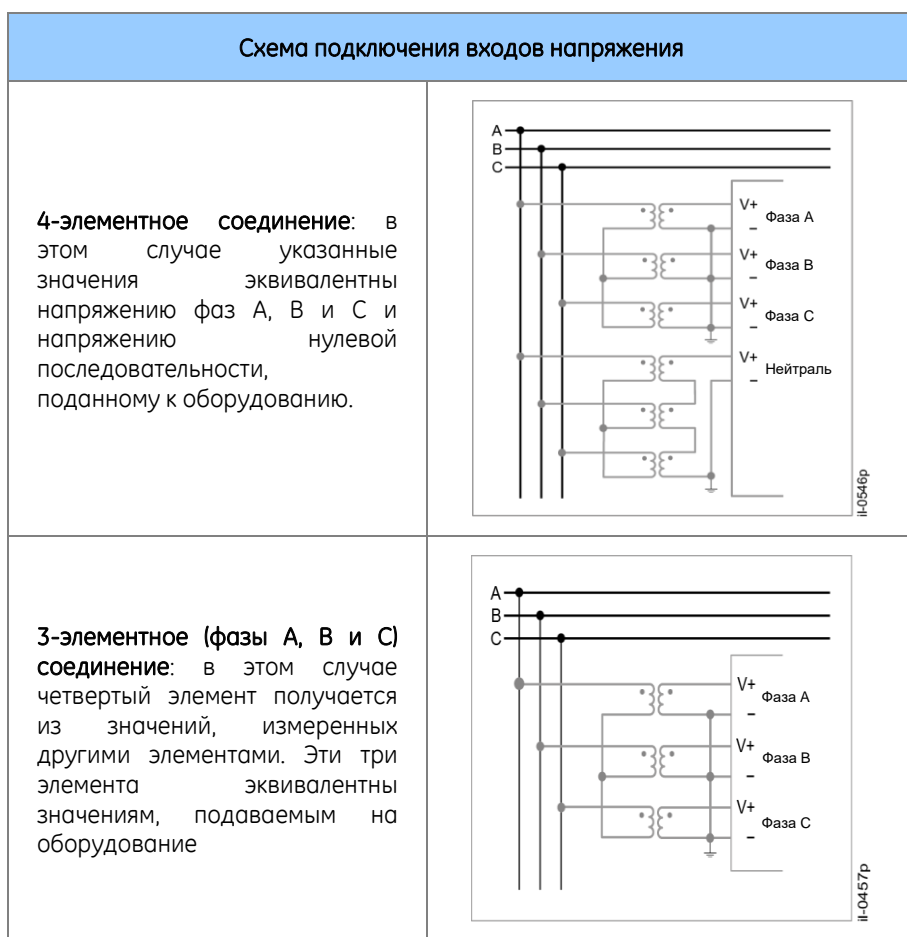 Схема подключения входов напряжения
4-элементное соединение: в
этом случае указанные
значения эквивалентны
напряжению фаз А, В и С и
напряжению нулевой
последовательности,
поданному к оборудованию.
A
B
C
V+
Фаза A
–
V+
Фаза B
–
V+
Фаза C
–
V+
Нейтраль
–
il-0546p
3-элементное (фазы А, В и С)
соединение: в этом случае
четвертый элемент получается
из значений, измеренных
другими элементами. Эти три
элемента эквивалентны
значениям, подаваемым на
оборудование
A
B
C
V+
Фаза A
–
V+
Фаза B
–
V+
Фаза C
–
il-0457p